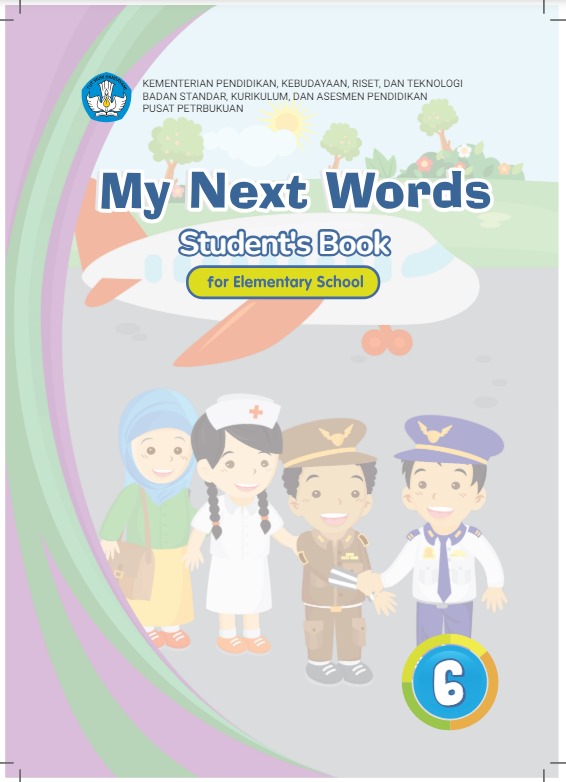 KEMENTERIAN PENDIDIKAN, KEBUDAYAAN, RISET, DAN TEKNOLOGI
BADAN STANDAR, KURIKULUM, DAN ASESMEN PENDIDIKAN
PUSAT PETRBUKUAN
My Next Words
Student's Book
for Elementary School
6